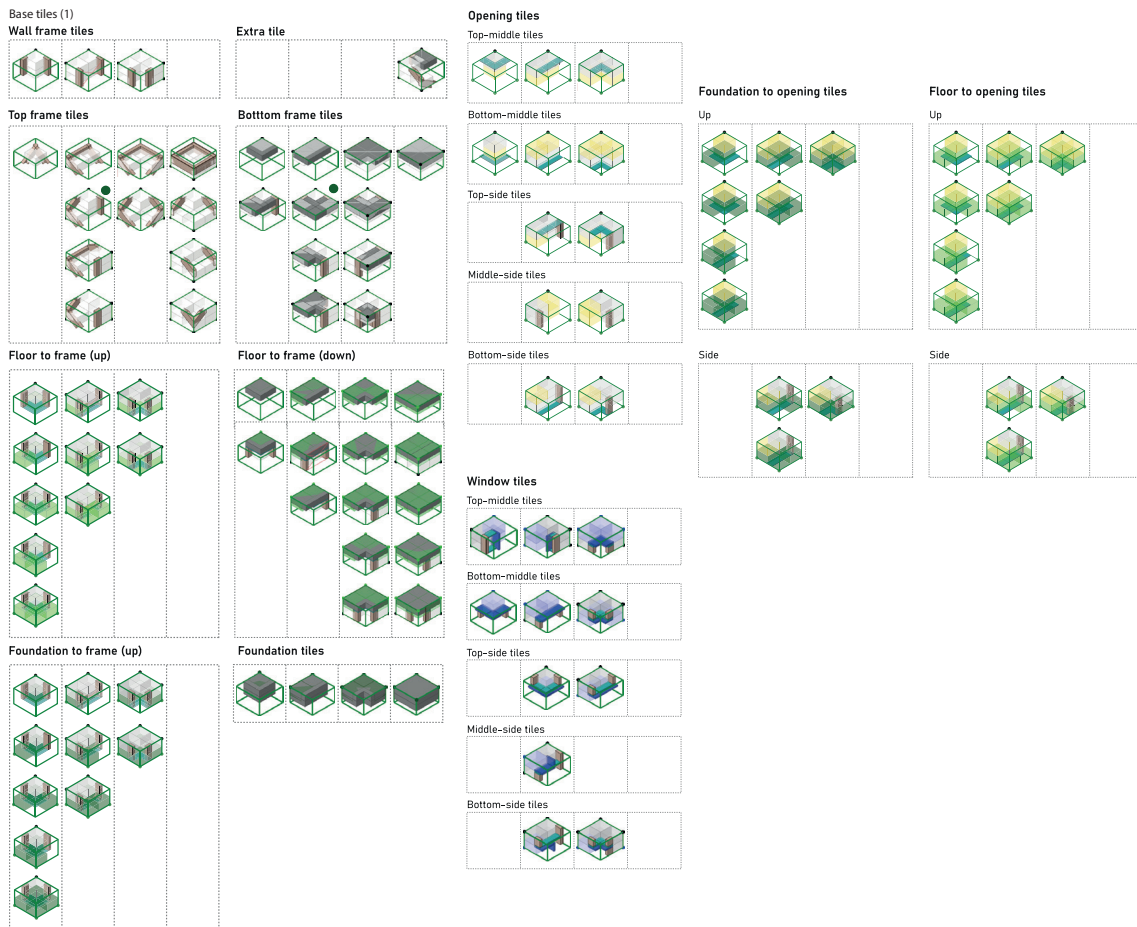 Base tiles (1)
Wall frame tiles
Extra tile
Top frame tiles
Botttom frame tiles
Floor to frame (up)
Floor to frame (down)
Foundation to frame (up)
Foundation tiles
Opening tiles
Top-middle tiles
Bottom-middle tiles
Top-side tiles
Middle-side tiles
Bottom-side tiles
Window tiles
Top-middle tiles
Bottom-middle tiles
Top-side tiles
Middle-side tiles
Bottom-side tiles
Foundation to opening tiles
Up
Side
Floor to opening tiles
Up
Side